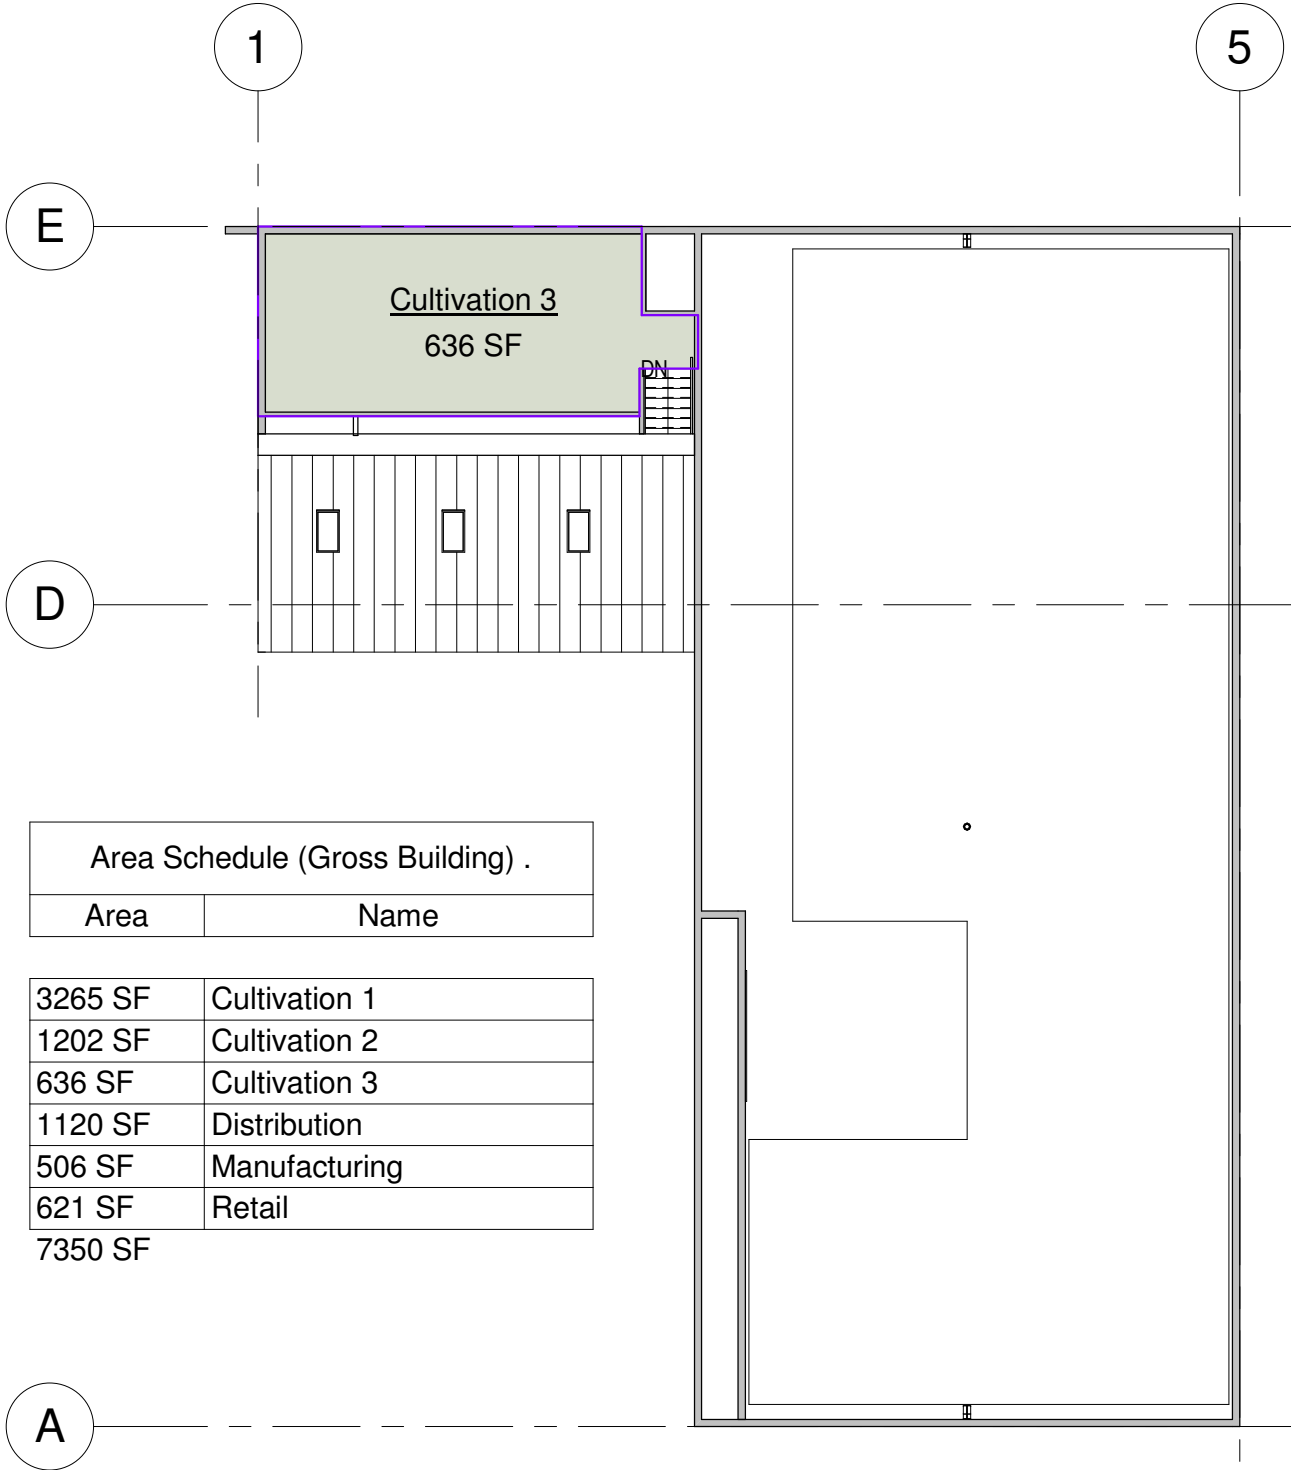 1
5
E
Cultivation 3
636 SF
DN
D
Area Schedule (Gross Building) .
Area Name
3265 SF Cultivation 1
1202 SF Cultivation 2
636 SF Cultivation 3
1120 SF Distribution
506 SF Manufacturing
621 SF Retail
7350 SF
A